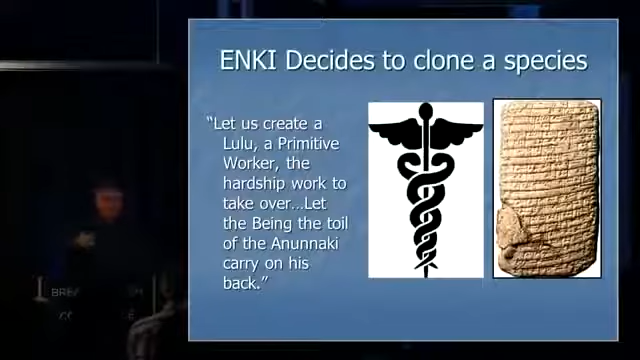 ENKI Decides to clone a species
"Let us create a
Lulu, a Primitive
Worker, the
hardship work to
take over...Let
the Being the toil
of the Anunnaki
carry on his
back."